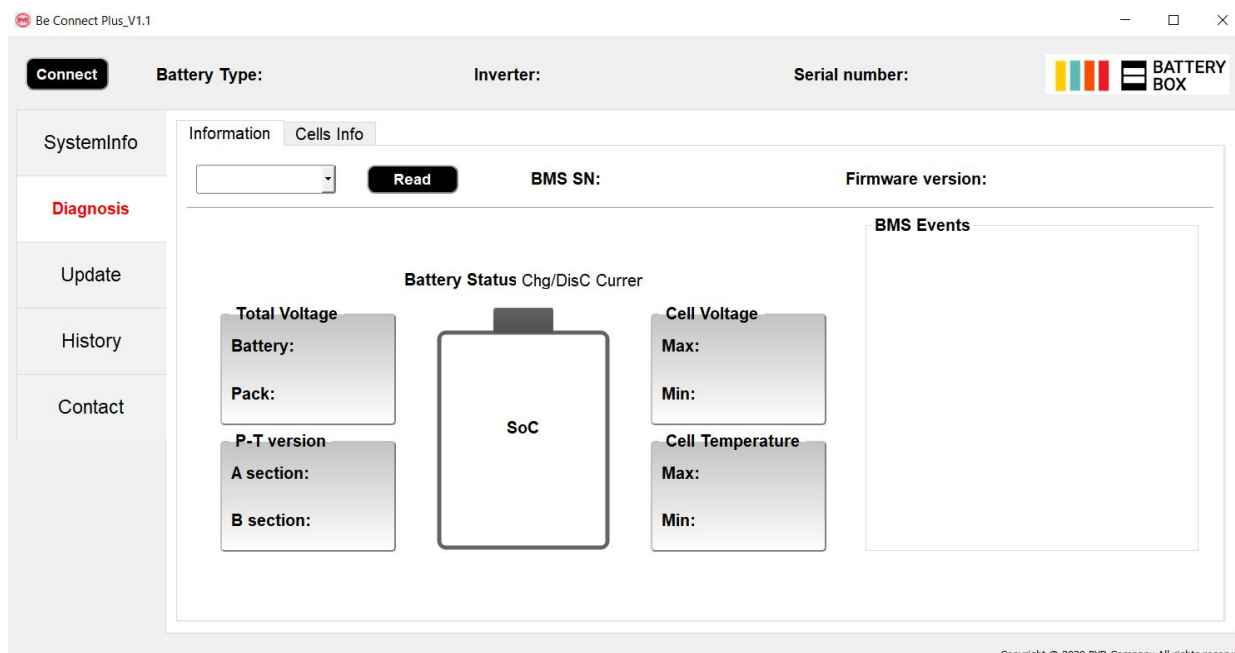 Be Connect Plus_V1.1
Connect
Battery Type:
Inverter:
Serial number:
BATTERY
BOX
SystemInfo
Diagnosis
Update
History
Contact
Information
Cells Info
Read
BMS SN:
Firmware version:
BMS Events
Battery Status Chg/DisC Currer
Total Voltage
Battery:
Pack:
P-T version
A section:
B section:
SoC
Cell Voltage
Max:
Min:
Cell Temperature
Max:
Min: